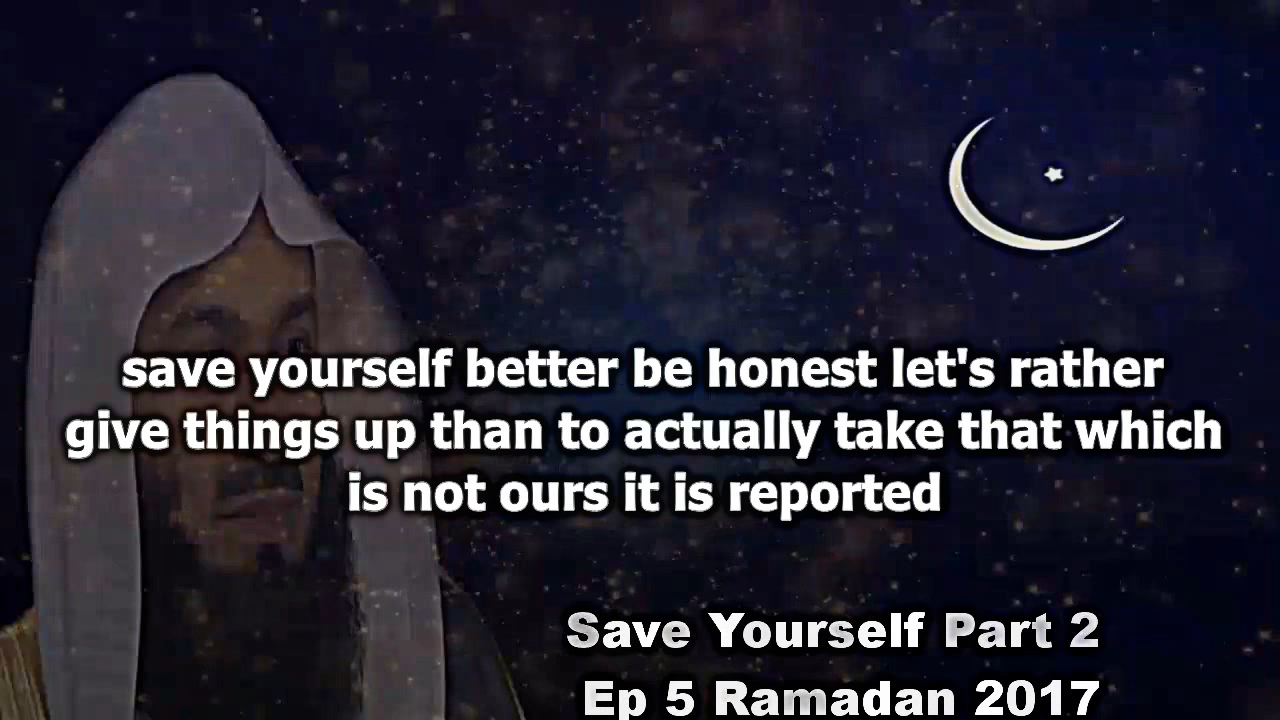 save yourself better be honest let's rather
give things up than to actually take that which
is not ours it is reported
Save Yourself Part 2
Ep 5 Ramadan 2017